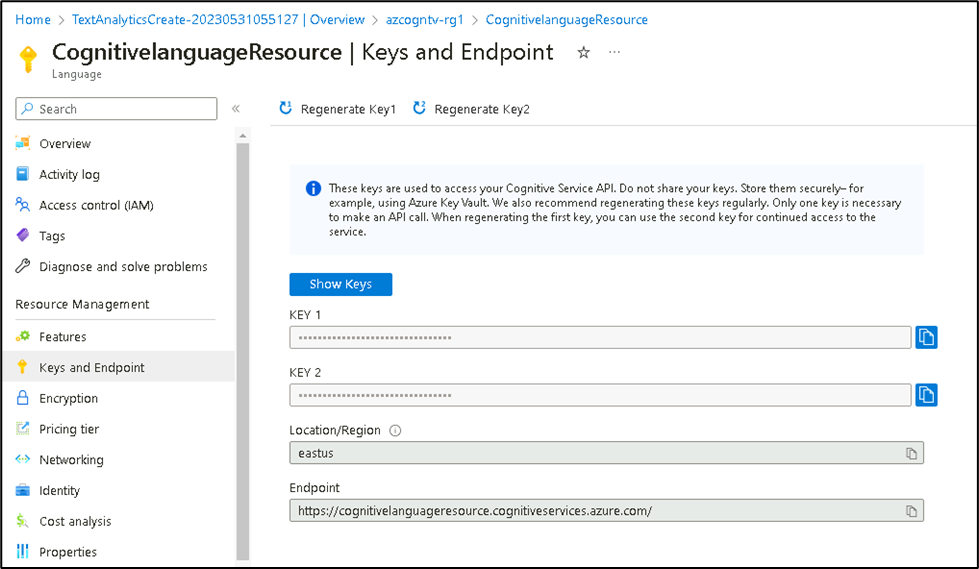 Home > TextAnalyticsCreate-20230531055127 | Overview > azcogntv-rg1 > CognitivelanguageResource
CognitivelanguageResource | Keys and Endpoint
Language
Search
Regenerate Key1 Regenerate Key2
Overview
Activity log
Access control (IAM)
Tags
Diagnose and solve problems
Resource Management
Features
Keys and Endpoint
Encryption
Pricing tier
Networking
Identity
Cost analysis
Properties
These keys are used to access your Cognitive Service API. Do not share your keys. Store them securely– for
example, using Azure Key Vault. We also recommend regenerating these keys regularly. Only one key is necessary
to make an API call. When regenerating the first key, you can use the second key for continued access to the
service.
Show Keys
KEY 1
KEY 2
Location/Region
eastus
Endpoint
https://cognitivelanguageresource.cognitiveservices.azure.com/